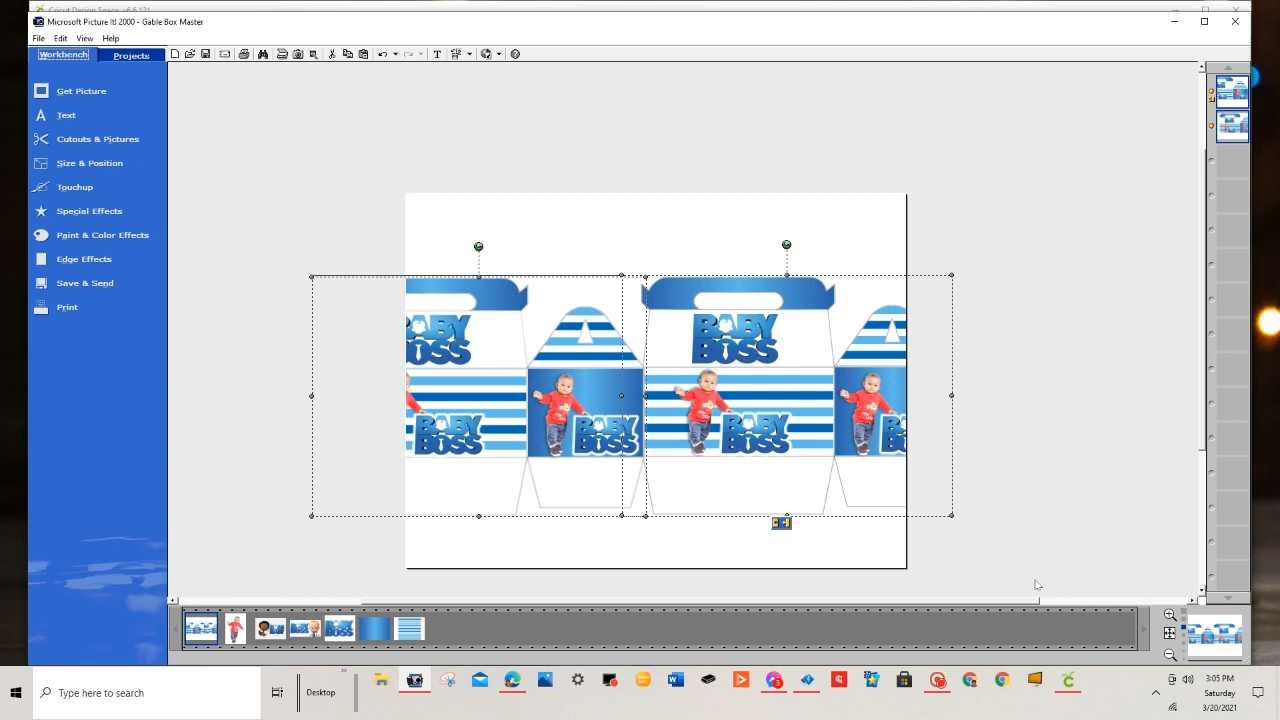 Cricut Design Space v6.6.121
Microsoft Picture It! 2000 - Gable Box Master
File Edit View Help
Workbench Projects
Get Picture
Text
Cutouts & Pictures
Size & Position
Touchup
Special Effects
Paint & Color Effects
Edge Effects
Save & Send
Print
BABY BOSS
BABY BOSS
BABY BOSS
BABY BOSS
BABY BOSS
Type here to search
Desktop
3:05 PM
Saturday
3/20/2021